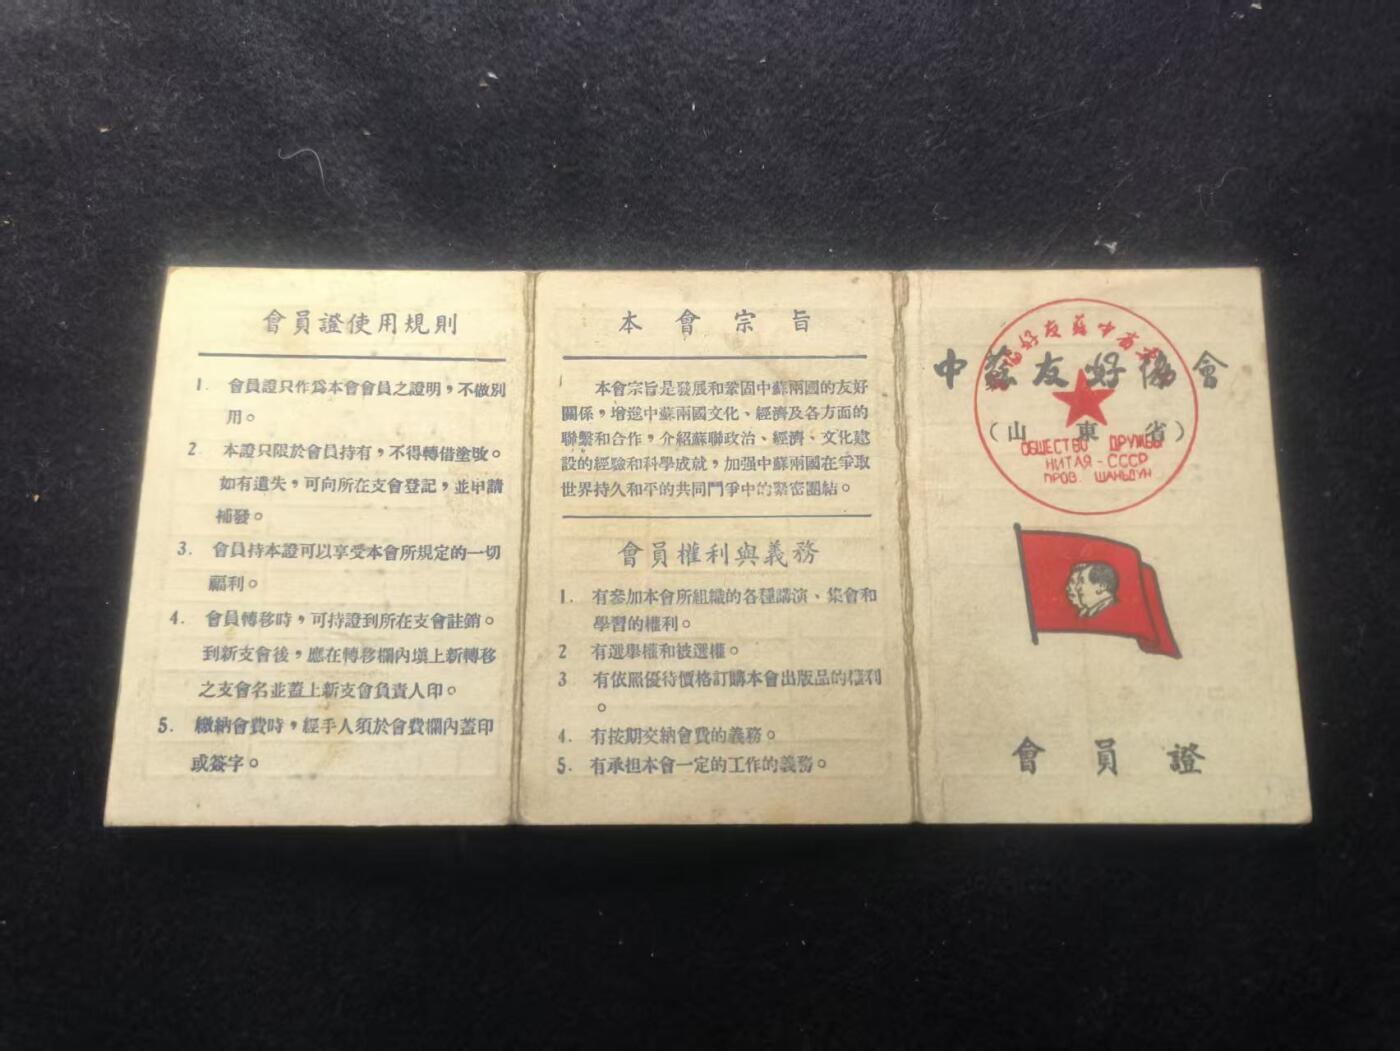 會員證使用規則
1. 會員證只作爲本會會員之證明，不做別
用。
2. 本證只限於會員持有，不得轉借塗改。
如有遺失，可向所在支會登記，並申請
補發。
3. 會員持本證可以享受本會所規定的一切
福利。
4. 會員轉移時，可持證到所在支會註銷。
到新支會後，應在轉移欄內塡上新轉移
之支會名並蓋上新支會負責人印。
5. 繳納會費時，經手人須於會費欄內蓋印
或簽字。
本會宗旨
本會宗旨是發展和鞏固中蘇兩國的友好
關係，增進中蘇兩國文化、經濟及各方面的
聯繫和合作，介紹蘇聯政治、經濟、文化建
設的經驗和科學成就，加强中蘇兩國在爭取
世界持久和平的共同鬥爭中的緊密團結。
會員權利與義務
1. 有參加本會所組織的各種講演、集會和
學習的權利。
2 有選舉權和被選權。
3 有依照優待價格訂購本會出版品的權利
。
4. 有按期交納會費的義務。
5. 有承担本會一定的工作的義務。
中蘇友好協會
（山東省）
ОБЩЕСТВО ДРУЖБЫ
КИТАЯ-СССР
ПРОВ. ШАНЬДУН
會員證